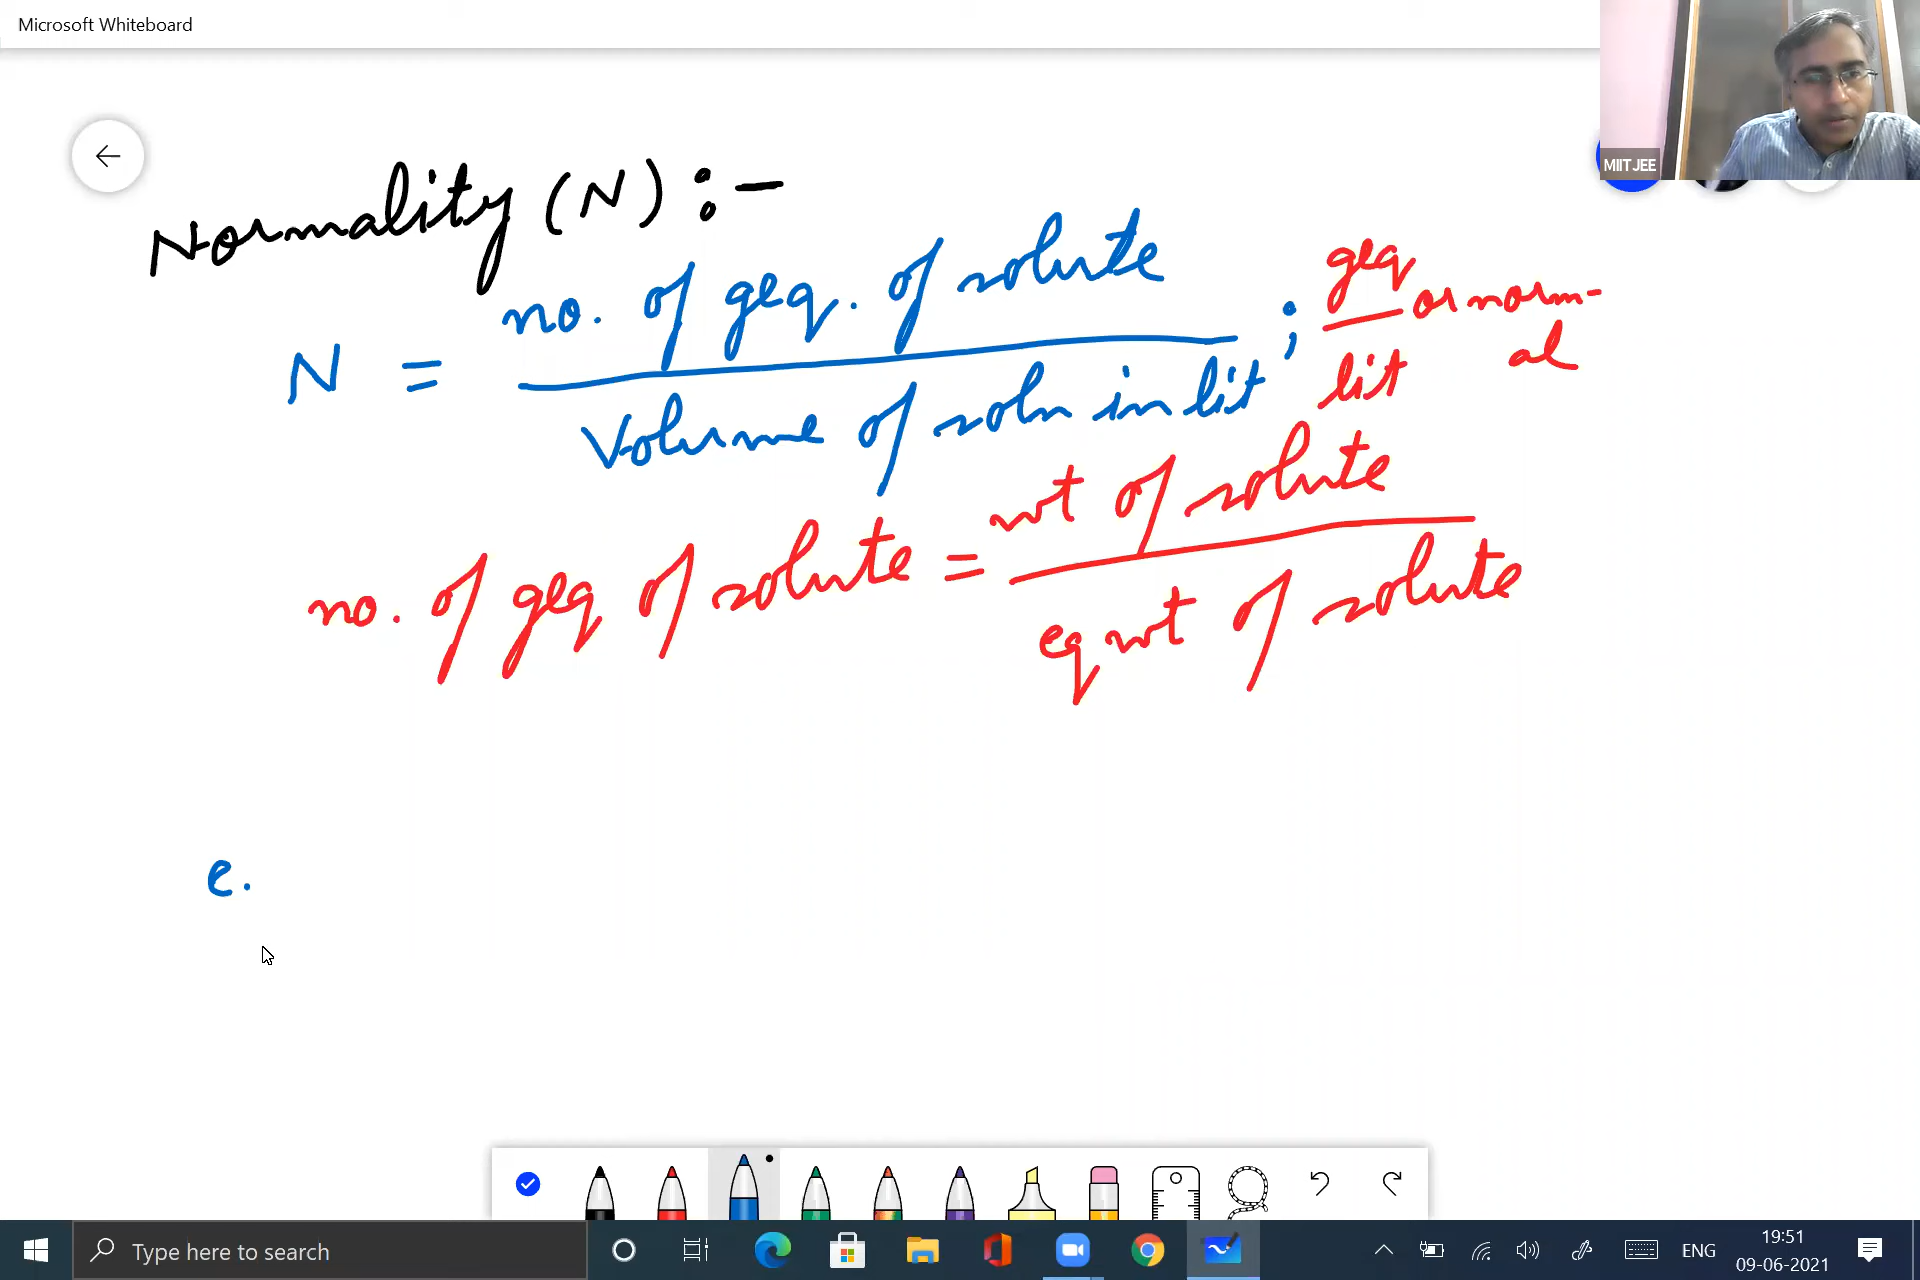 Microsoft Whiteboard
MIIT JEE
Normality (N) :-
N = no. of geq. of solute / Volume of soln in lit ; geq / lit or norm-
al
no. of geq of solute = wt of solute / eq wt of solute
e.
Type here to search
ENG
19:51
09-06-2021